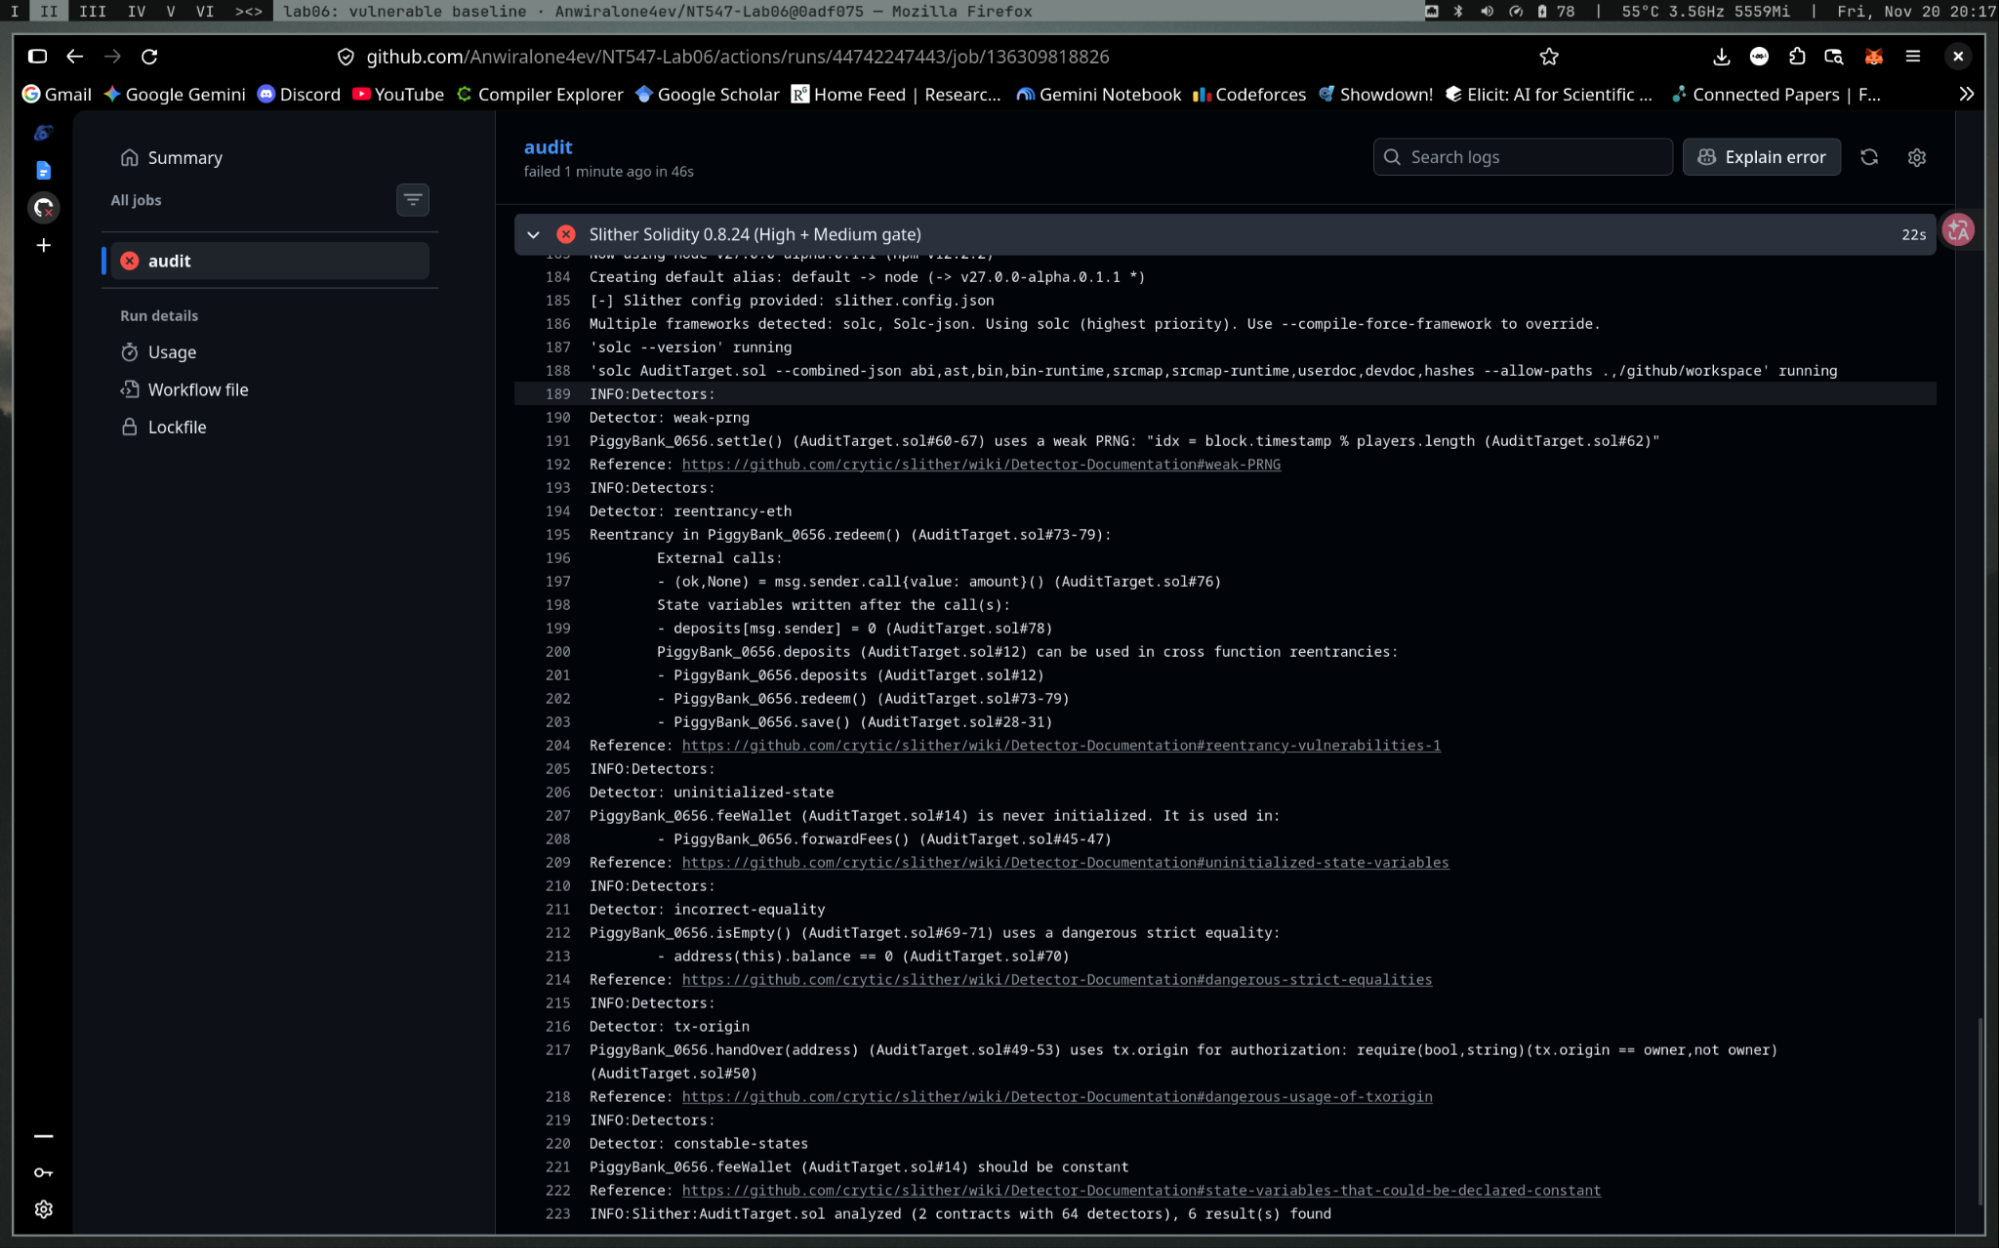 I II III IV V VI ><> lab06: vulnerable baseline · Anwiralone4ev/NT547-Lab06@0adf075 — Mozilla Firefox 78 | 55°C 3.5GHz 5559Mi | Fri, Nov 20 20:17
github.com/Anwiralone4ev/NT547-Lab06/actions/runs/44742247443/job/136309818826
Gmail Google Gemini Discord YouTube Compiler Explorer Google Scholar Home Feed | Researc... Gemini Notebook Codeforces Showdown! Elicit: AI for Scientific ... Connected Papers | F...
Summary
All jobs
audit
Run details
Usage
Workflow file
Lockfile
audit
failed 1 minute ago in 46s
Search logs
Explain error
Slither Solidity 0.8.24 (High + Medium gate) 22s
183 Now using node v27.0.0-alpha.0.1.1 (npm v12.2.2)
184 Creating default alias: default -> node (-> v27.0.0-alpha.0.1.1 *)
185 [-] Slither config provided: slither.config.json
186 Multiple frameworks detected: solc, Solc-json. Using solc (highest priority). Use --compile-force-framework to override.
187 'solc --version' running
188 'solc AuditTarget.sol --combined-json abi,ast,bin,bin-runtime,srcmap,srcmap-runtime,userdoc,devdoc,hashes --allow-paths .,/github/workspace' running
189 INFO:Detectors:
190 Detector: weak-prng
191 PiggyBank_0656.settle() (AuditTarget.sol#60-67) uses a weak PRNG: "idx = block.timestamp % players.length (AuditTarget.sol#62)"
192 Reference: https://github.com/crytic/slither/wiki/Detector-Documentation#weak-PRNG
193 INFO:Detectors:
194 Detector: reentrancy-eth
195 Reentrancy in PiggyBank_0656.redeem() (AuditTarget.sol#73-79):
196 External calls:
197 - (ok,None) = msg.sender.call{value: amount}() (AuditTarget.sol#76)
198 State variables written after the call(s):
199 - deposits[msg.sender] = 0 (AuditTarget.sol#78)
200 PiggyBank_0656.deposits (AuditTarget.sol#12) can be used in cross function reentrancies:
201 - PiggyBank_0656.deposits (AuditTarget.sol#12)
202 - PiggyBank_0656.redeem() (AuditTarget.sol#73-79)
203 - PiggyBank_0656.save() (AuditTarget.sol#28-31)
204 Reference: https://github.com/crytic/slither/wiki/Detector-Documentation#reentrancy-vulnerabilities-1
205 INFO:Detectors:
206 Detector: uninitialized-state
207 PiggyBank_0656.feeWallet (AuditTarget.sol#14) is never initialized. It is used in:
208 - PiggyBank_0656.forwardFees() (AuditTarget.sol#45-47)
209 Reference: https://github.com/crytic/slither/wiki/Detector-Documentation#uninitialized-state-variables
210 INFO:Detectors:
211 Detector: incorrect-equality
212 PiggyBank_0656.isEmpty() (AuditTarget.sol#69-71) uses a dangerous strict equality:
213 - address(this).balance == 0 (AuditTarget.sol#70)
214 Reference: https://github.com/crytic/slither/wiki/Detector-Documentation#dangerous-strict-equalities
215 INFO:Detectors:
216 Detector: tx-origin
217 PiggyBank_0656.handOver(address) (AuditTarget.sol#49-53) uses tx.origin for authorization: require(bool,string)(tx.origin == owner,not owner)
(AuditTarget.sol#50)
218 Reference: https://github.com/crytic/slither/wiki/Detector-Documentation#dangerous-usage-of-txorigin
219 INFO:Detectors:
220 Detector: constable-states
221 PiggyBank_0656.feeWallet (AuditTarget.sol#14) should be constant
222 Reference: https://github.com/crytic/slither/wiki/Detector-Documentation#state-variables-that-could-be-declared-constant
223 INFO:Slither:AuditTarget.sol analyzed (2 contracts with 64 detectors), 6 result(s) found